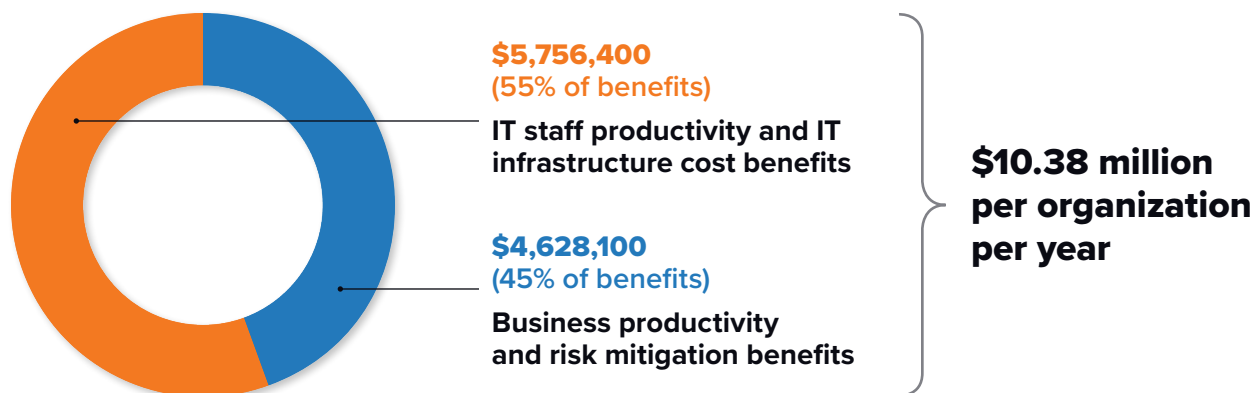 $5,756,400
(55% of benefits)
IT staff productivity and IT
infrastructure cost benefits
$4,628,100
(45% of benefits)
Business productivity
and risk mitigation benefits
$10.38 million
per organization
per year